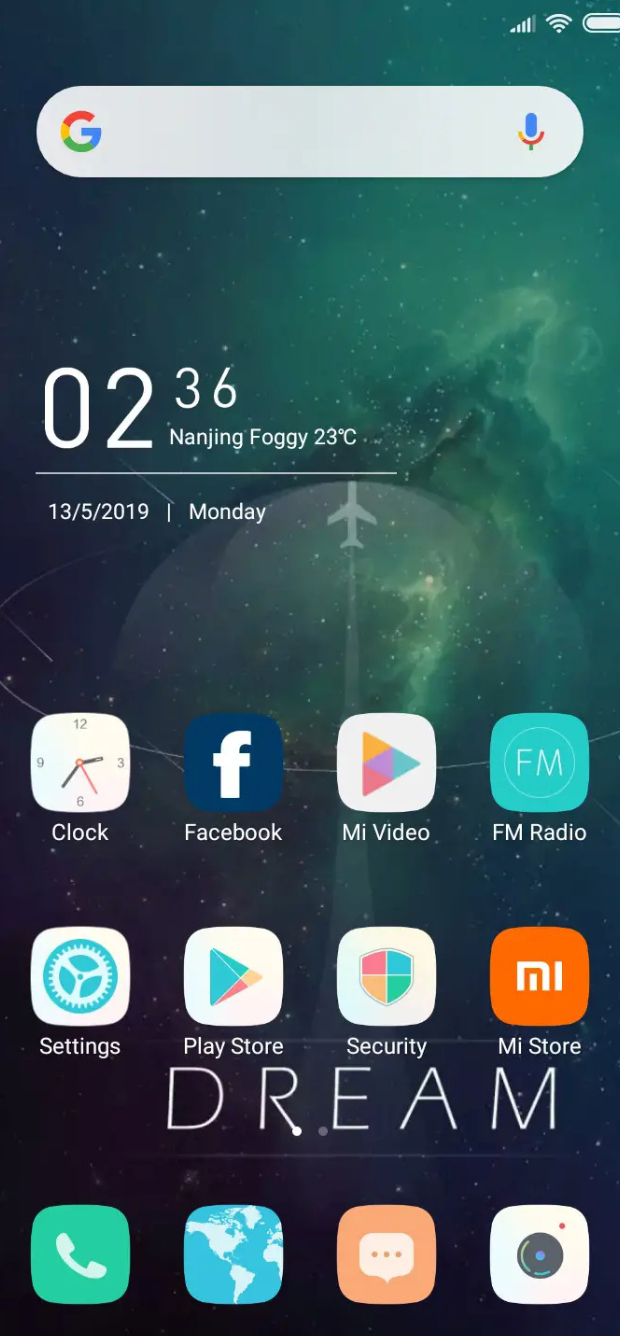 02 36
Nanjing Foggy 23℃
13/5/2019 | Monday
12
9 3
6
FM
Clock Facebook Mi Video FM Radio
mi
Settings Play Store Security Mi Store
DREAM